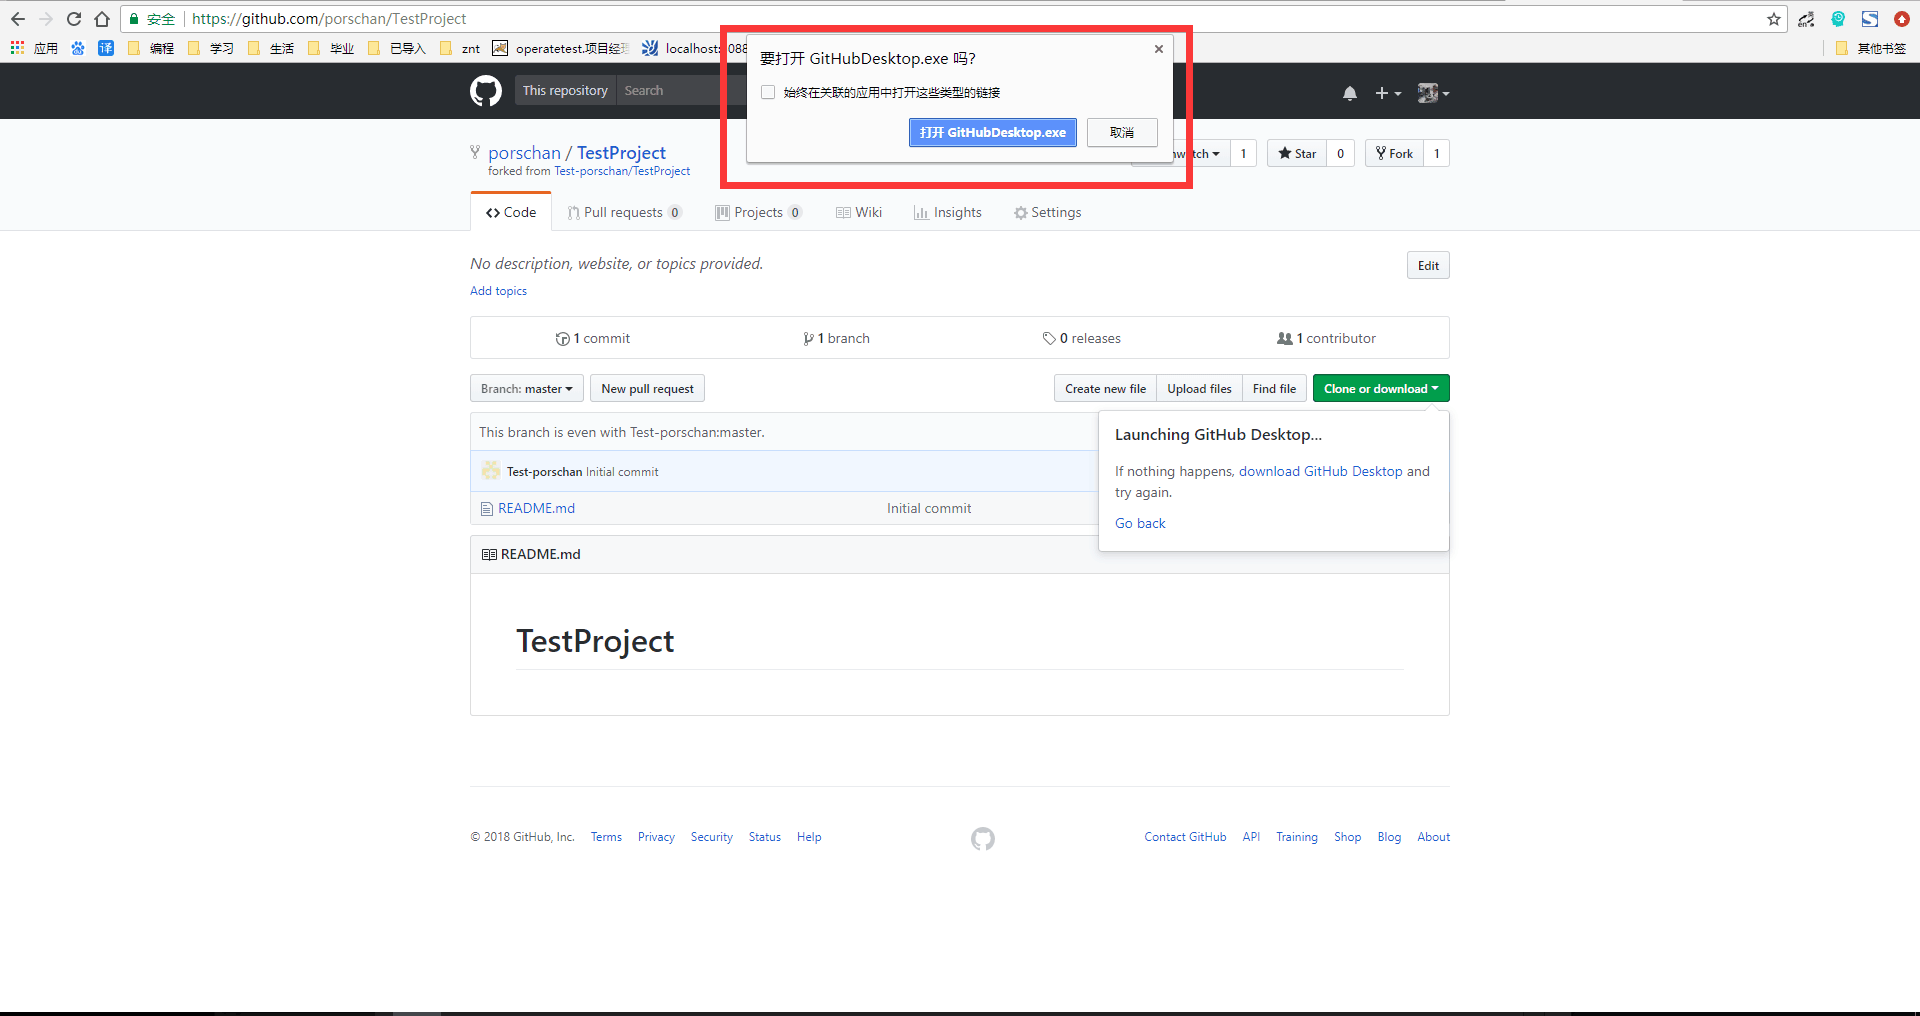 安全 https://github.com/porschan/TestProject
应用 译 编程 学习 生活 毕业 已导入 znt operatetest.项目经理 localhost: 088 其他书签
要打开 GitHubDesktop.exe 吗?
始终在关联的应用中打开这些类型的链接
打开 GitHubDesktop.exe 取消
This repository Search
porschan / TestProject
forked from Test-porschan/TestProject
1 Star 0 Fork 1
Code Pull requests 0 Projects 0 Wiki Insights Settings
No description, website, or topics provided. Edit
Add topics
1 commit 1 branch 0 releases 1 contributor
Branch: master New pull request Create new file Upload files Find file Clone or download
This branch is even with Test-porschan:master.
Test-porschan Initial commit
README.md Initial commit
Launching GitHub Desktop...
If nothing happens, download GitHub Desktop and
try again.
Go back
README.md
TestProject
© 2018 GitHub, Inc. Terms Privacy Security Status Help Contact GitHub API Training Shop Blog About